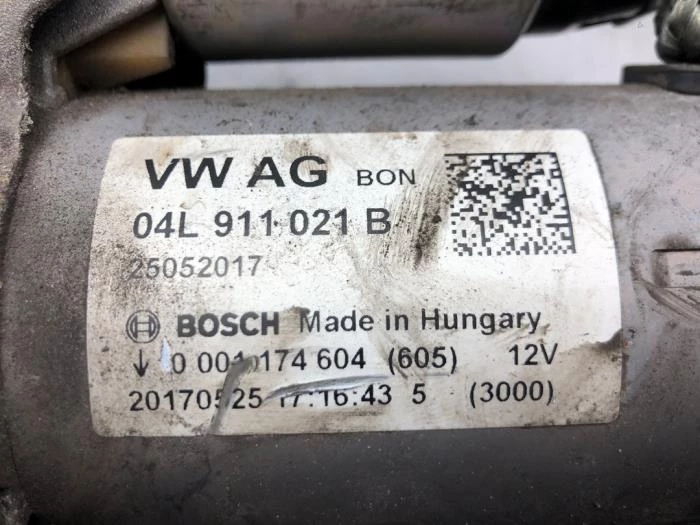 VW AG BON
04L 911 021 B
25052017
BOSCH Made in Hungary
↓ 0 001 174 604 (605) 12V
20170525 17:16:43 5 (3000)